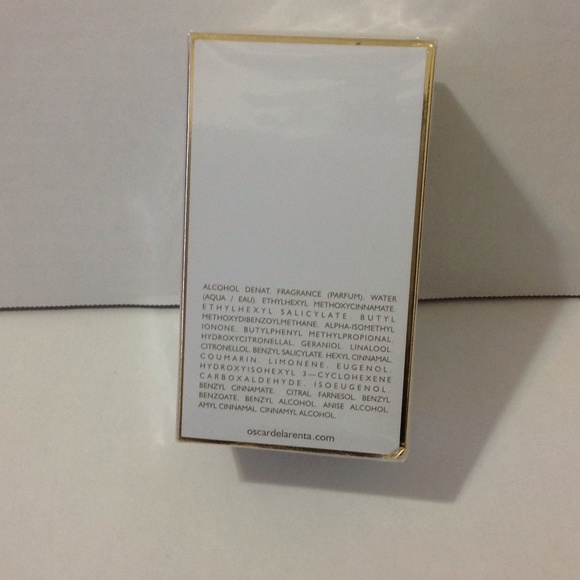 ALCOHOL DENAT. FRAGRANCE (PARFUM). WATER
(AQUA / EAU). ETHYLHEXYL METHOXYCINNAMATE.
ETHYLHEXYL SALICYLATE. BUTYL
METHOXYDIBENZOYLMETHANE. ALPHA-ISOMETHYL
IONONE. BUTYLPHENYL METHYLPROPIONAL.
HYDROXYCITRONELLAL. GERANIOL. LINALOOL.
CITRONELLOL. BENZYL SALICYLATE. HEXYL CINNAMAL.
COUMARIN. LIMONENE. EUGENOL.
HYDROXYISOHEXYL 3—CYCLOHEXENE
CARBOXALDEHYDE. ISOEUGENOL.
BENZYL CINNAMATE. CITRAL. FARNESOL. BENZYL
BENZOATE. BENZYL ALCOHOL. ANISE ALCOHOL.
AMYL CINNAMAL. CINNAMYL ALCOHOL.
oscardelarenta.com